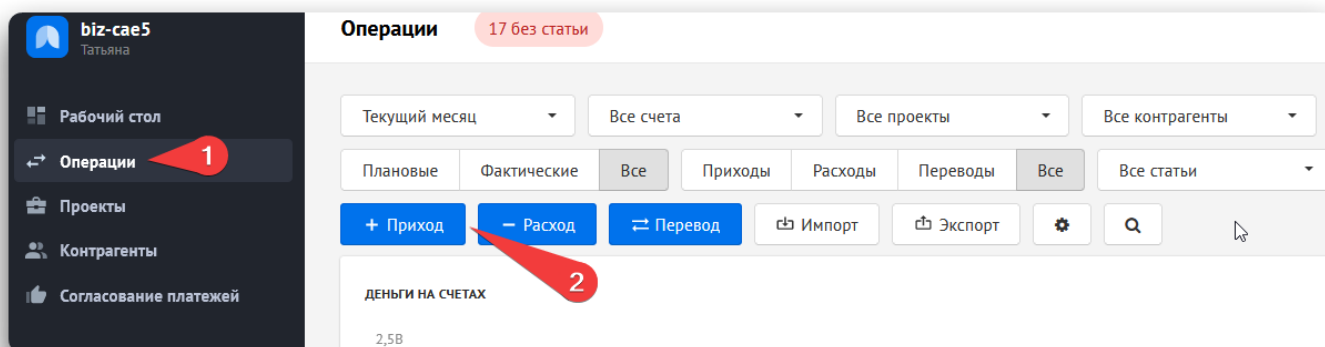 biz-cae5
Татьяна
Рабочий стол
Операции
1
Проекты
Контрагенты
Согласование платежей
Операции 17 без статьи
Текущий месяц Все счета Все проекты Все контрагенты
Плановые Фактические Все Приходы Расходы Переводы Все Все статьи
+ Приход − Расход Перевод Импорт Экспорт
2
ДЕНЬГИ НА СЧЕТАХ
2,5В